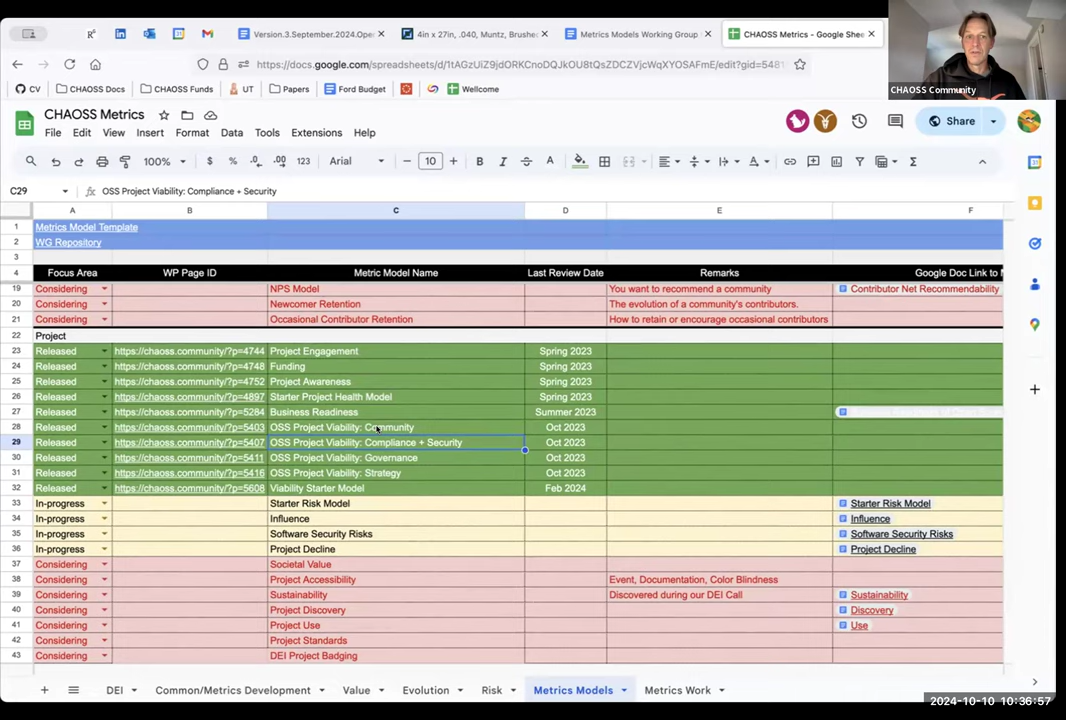 Version.3.September.2024.Ope
4in x 27in, .040, Muntz, Brushe
Metrics Models Working Group
CHAOSS Metrics - Google Shee
https://docs.google.com/spreadsheets/d/1tAGzUiZ9jdORKCnoDQJkOU8tQsZDCZVjcWqXYOSAFmE/edit?gid=5481
CHAOSS Community
CV
CHAOSS Docs
CHAOSS Funds
UT
Papers
Ford Budget
Wellcome
CHAOSS Metrics
File Edit View Insert Format Data Tools Extensions Help
Share
100% $ % .0 .00 123 Arial 10 B I A
C29 fx OSS Project Viability: Compliance + Security
A B C D E F
1 Metrics Model Template
2 WG Repository
3
4 Focus Area WP Page ID Metric Model Name Last Review Date Remarks Google Doc Link to M
19 Considering NPS Model You want to recommend a community Contributor Net Recommendability
20 Considering Newcomer Retention The evolution of a community's contributors.
21 Considering Occasional Contributor Retention How to retain or encourage occasional contributors
22 Project
23 Released https://chaoss.community/?p=4744 Project Engagement Spring 2023
24 Released https://chaoss.community/?p=4748 Funding Spring 2023
25 Released https://chaoss.community/?p=4752 Project Awareness Spring 2023
26 Released https://chaoss.community/?p=4897 Starter Project Health Model Spring 2023
27 Released https://chaoss.community/?p=5284 Business Readiness Summer 2023
28 Released https://chaoss.community/?p=5403 OSS Project Viability: Community Oct 2023
29 Released https://chaoss.community/?p=5407 OSS Project Viability: Compliance + Security Oct 2023
30 Released https://chaoss.community/?p=5411 OSS Project Viability: Governance Oct 2023
31 Released https://chaoss.community/?p=5416 OSS Project Viability: Strategy Oct 2023
32 Released https://chaoss.community/?p=5608 Viability Starter Model Feb 2024
33 In-progress Starter Risk Model Starter Risk Model
34 In-progress Influence Influence
35 In-progress Software Security Risks Software Security Risks
36 In-progress Project Decline Project Decline
37 Considering Societal Value
38 Considering Project Accessibility Event, Documentation, Color Blindness
39 Considering Sustainability Discovered during our DEI Call Sustainability
40 Considering Project Discovery Discovery
41 Considering Project Use Use
42 Considering Project Standards
43 Considering DEI Project Badging
DEI Common/Metrics Development Value Evolution Risk Metrics Models Metrics Work
2024-10-10 10:36:57